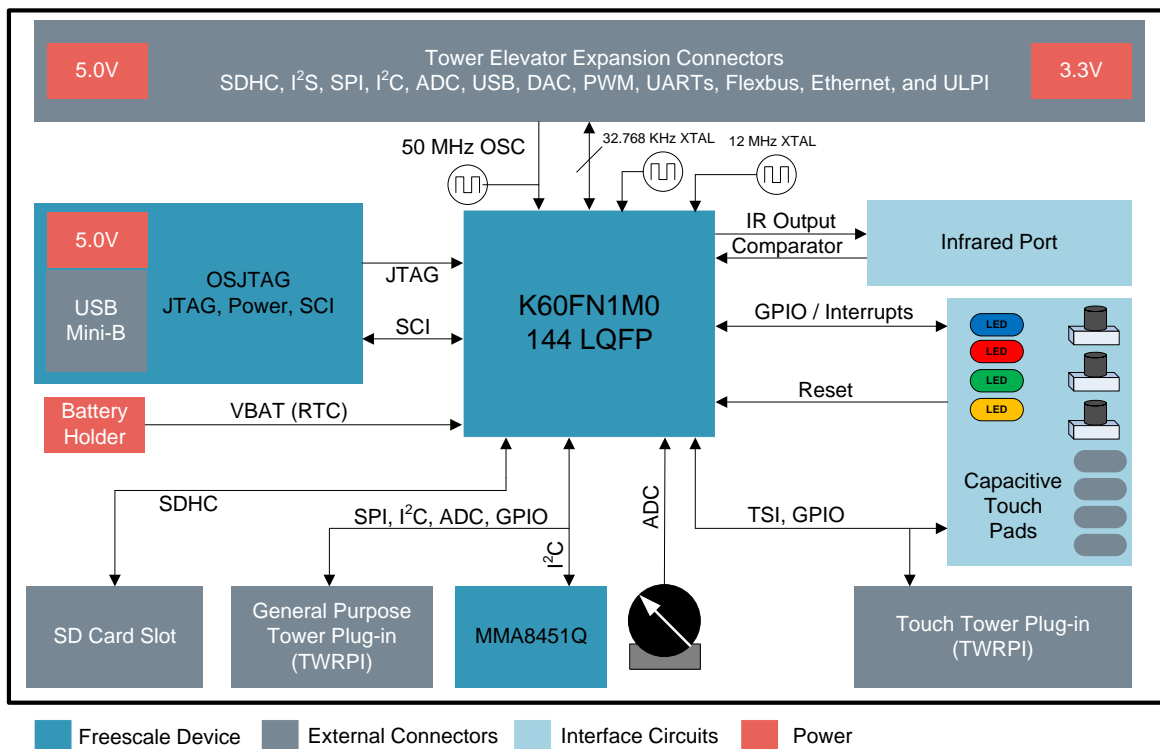 Tower Elevator Expansion Connectors
5.0V
SDHC, I²S, SPI, I²C, ADC, USB, DAC, PWM, UARTs, Flexbus, Ethernet, and ULPI
3.3V
50 MHz OSC
32.768 KHz XTAL
12 MHz XTAL
5.0V
USB
Mini-B
OSJTAG
JTAG, Power, SCI
JTAG
SCI
K60FN1M0
144 LQFP
IR Output
Comparator
Infrared Port
GPIO / Interrupts
LED
LED
LED
LED
Reset
Battery
Holder
VBAT (RTC)
Capacitive
Touch
Pads
SDHC
SPI, I²C, ADC, GPIO
I²C
ADC
TSI, GPIO
SD Card Slot
General Purpose
Tower Plug-in
(TWRPI)
MMA8451Q
Touch Tower Plug-in
(TWRPI)
Freescale Device
External Connectors
Interface Circuits
Power